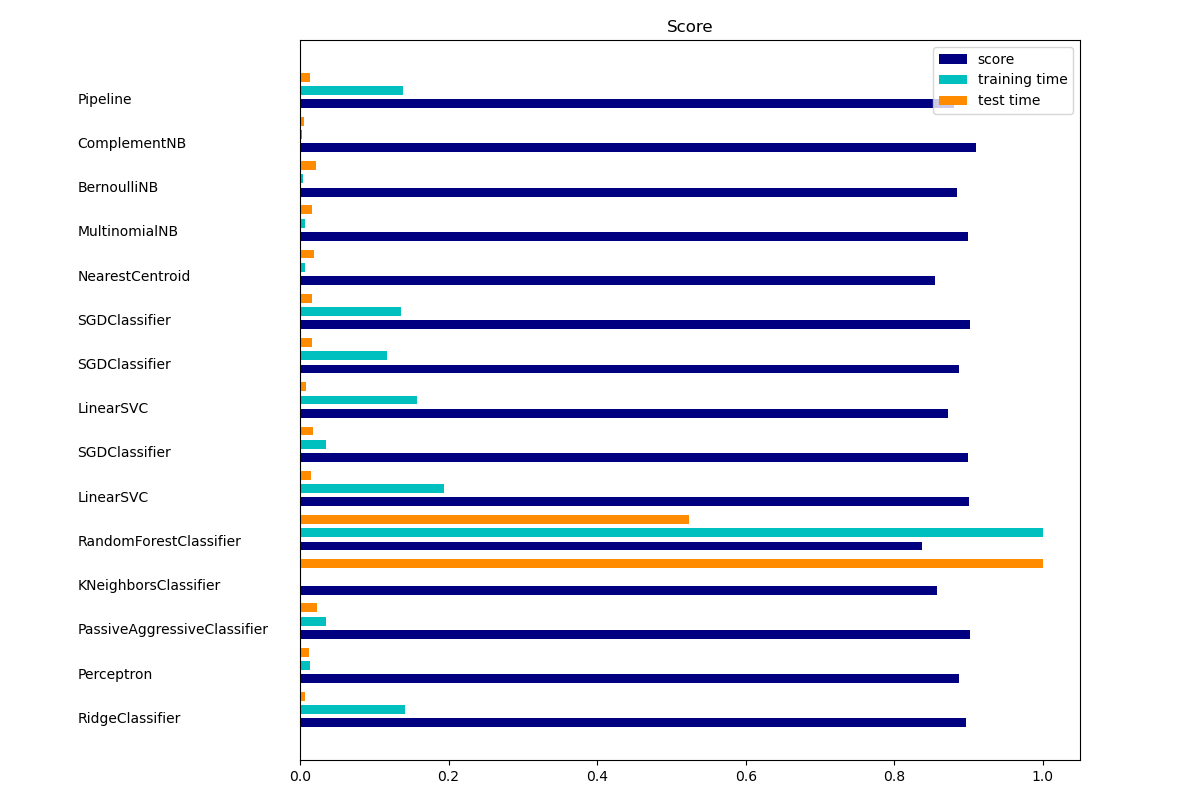 Score
score
training time
test time
Pipeline
ComplementNB
BernoulliNB
MultinomialNB
NearestCentroid
SGDClassifier
SGDClassifier
LinearSVC
SGDClassifier
LinearSVC
RandomForestClassifier
KNeighborsClassifier
PassiveAggressiveClassifier
Perceptron
RidgeClassifier
0.0 0.2 0.4 0.6 0.8 1.0